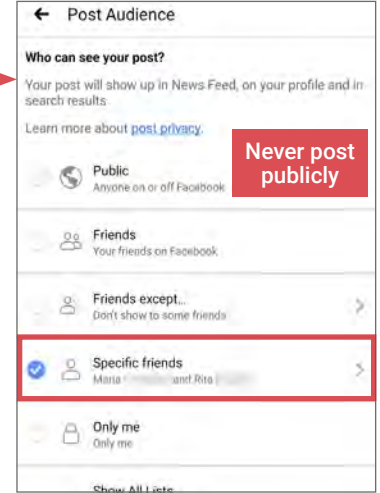 Post Audience
Who can see your post?
Your post will show up in News Feed, on your profile and in
search results
Learn more about post privacy.
Never post
publicly
Public
Anyone on or off Facebook
Friends
Your friends on Facebook
Friends except...
Don't show to some friends
Specific friends
Maria and Rita
Only me
Only me
Show All Lists